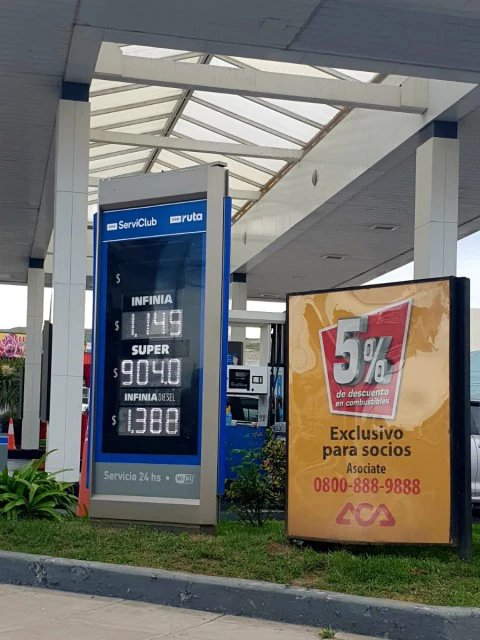 ServiClub ruta
$
INFINIA
$ 1.149
SUPER
$ 904.0
INFINIA DIESEL
$ 1.388
Servicio 24 hs • WiFi
5%
de descuento
en combustibles
Exclusivo
para socios
Asociate
0800-888-9888
ACA